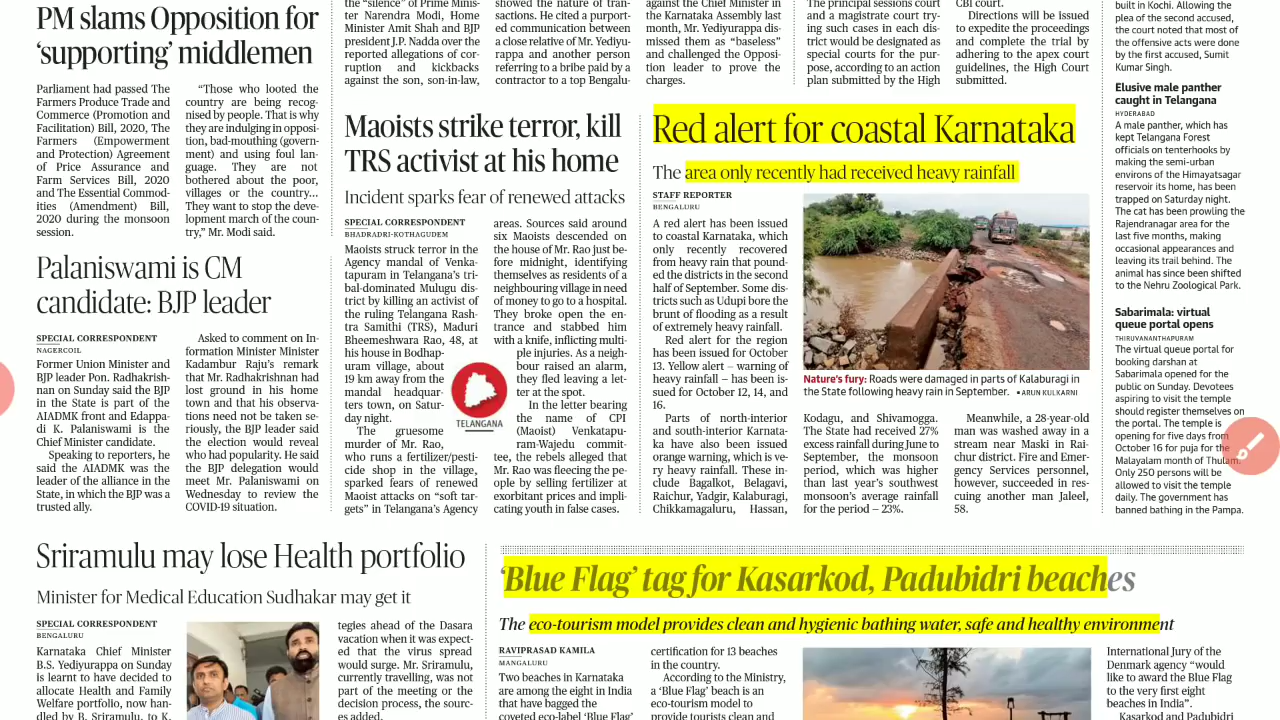 PM slams Opposition for
‘supporting’ middlemen
Parliament had passed The
Farmers Produce Trade and
Commerce (Promotion and
Facilitation) Bill, 2020, The
Farmers (Empowerment
and Protection) Agreement
of Price Assurance and
Farm Services Bill, 2020
and The Essential Commod-
ities (Amendment) Bill,
2020 during the monsoon
session.
“Those who looted the
country are being recog-
nised by people. That is why
they are indulging in opposi-
tion, bad-mouthing (govern-
ment) and using foul lan-
guage. They are not
bothered about the poor,
villages or the country...
They want to stop the deve-
lopment march of the coun-
try,” Mr. Modi said.
Palaniswami is CM
candidate: BJP leader
SPECIAL CORRESPONDENT
NAGERCOIL
Former Union Minister and
BJP leader Pon. Radhakrish-
nan on Sunday said the BJP
in the State is part of the
AIADMK front and Edappa-
di K. Palaniswami is the
Chief Minister candidate.
Speaking to reporters, he
said the AIADMK was the
leader of the alliance in the
State, in which the BJP was a
trusted ally.
Asked to comment on In-
formation Minister Minister
Kadambur Raju’s remark
that Mr. Radhakrishnan had
lost ground in his home
town and that his observa-
tions need not be taken se-
riously, the BJP leader said
the election would reveal
who had popularity. He said
the BJP delegation would
meet Mr. Palaniswami on
Wednesday to review the
COVID-19 situation.
the “silence” of Prime Minis-
ter Narendra Modi, Home
Minister Amit Shah and BJP
president J.P. Nadda over the
reported allegations of cor-
ruption and kickbacks
against the son, son-in-law,
showed the nature of tran-
sactions. He cited a purport-
ed communication between
a close relative of Mr. Yediyu-
rappa and another person
referring to a bribe paid by a
contractor to a top Bengalu-
against the Chief Minister in
the Karnataka Assembly last
month, Mr. Yediyurappa dis-
missed them as “baseless”
and challenged the Opposi-
tion leader to prove the
charges.
The principal sessions court
and a magistrate court try-
ing such cases in each dis-
trict would be designated as
special courts for the pur-
pose, according to an action
plan submitted by the High
CBI court.
Directions will be issued
to expedite the proceedings
and complete the trial by
adhering to the apex court
guidelines, the High Court
submitted.
Maoists strike terror, kill
TRS activist at his home
Incident sparks fear of renewed attacks
SPECIAL CORRESPONDENT
BHADRADRI-KOTHAGUDEM
Maoists struck terror in the
Agency mandal of Venka-
tapuram in Telangana’s tri-
bal-dominated Mulugu dis-
trict by killing an activist of
the ruling Telangana Rash-
tra Samithi (TRS), Maduri
Bheemeshwara Rao, 48, at
his house in Bodhap-
uram village, about
19 km away from the
mandal headquar-
ters town, on Satur-
day night.
The gruesome
murder of Mr. Rao,
who runs a fertilizer/pesti-
cide shop in the village,
sparked fears of renewed
Maoist attacks on “soft tar-
gets” in Telangana’s Agency
TELANGANA
areas. Sources said around
six Maoists descended on
the house of Mr. Rao just be-
fore midnight, identifying
themselves as residents of a
neighbouring village in need
of money to go to a hospital.
They broke open the en-
trance and stabbed him
with a knife, inflicting multi-
ple injuries. As a neigh-
bour raised an alarm,
they fled leaving a let-
ter at the spot.
In the letter bearing
the name of CPI
(Maoist) Venkatapu-
ram-Wajedu commit-
tee, the rebels alleged that
Mr. Rao was fleecing the pe-
ople by selling fertilizer at
exorbitant prices and impli-
cating youth in false cases.
Red alert for coastal Karnataka
The area only recently had received heavy rainfall
STAFF REPORTER
BENGALURU
A red alert has been issued
to coastal Karnataka, which
only recently recovered
from heavy rain that pound-
ed the districts in the second
half of September. Some dis-
tricts such as Udupi bore the
brunt of flooding as a result
of extremely heavy rainfall.
Red alert for the region
has been issued for October
13. Yellow alert – warning of
heavy rainfall – has been is-
sued for October 12, 14, and
16.
Parts of north-interior
and south-interior Karnata-
ka have also been issued
orange warning, which is ve-
ry heavy rainfall. These in-
clude Bagalkot, Belagavi,
Raichur, Yadgir, Kalaburagi,
Chikkamagaluru, Hassan,
Nature’s fury: Roads were damaged in parts of Kalaburagi in
the State following heavy rain in September. ▪ARUN KULKARNI
Kodagu, and Shivamogga.
The State had received 27%
excess rainfall during June to
September, the monsoon
period, which was higher
than last year’s southwest
monsoon’s average rainfall
for the period – 23%.
Meanwhile, a 28-year-old
man was washed away in a
stream near Maski in Rai-
chur district. Fire and Emer-
gency Services personnel,
however, succeeded in res-
cuing another man Jaleel,
58.
built in Kochi. Allowing the
plea of the second accused,
the court noted that most of
the offensive acts were done
by the first accused, Sumit
Kumar Singh.
Elusive male panther
caught in Telangana
HYDERABAD
A male panther, which has
kept Telangana Forest
officials on tenterhooks by
making the semi-urban
environs of the Himayatsagar
reservoir its home, has been
trapped on Saturday night.
The cat has been prowling the
Rajendranagar area for the
last five months, making
occasional appearances and
leaving its trail behind. The
animal has since been shifted
to the Nehru Zoological Park.
Sabarimala: virtual
queue portal opens
THIRUVANANTHAPURAM
The virtual queue portal for
booking darshan at
Sabarimala opened for the
public on Sunday. Devotees
aspiring to visit the temple
should register themselves on
the portal. The temple is
opening for five days from
October 16 for puja for the
Malayalam month of Thulam.
Only 250 persons will be
allowed to visit the temple
daily. The government has
banned bathing in the Pampa.
Sriramulu may lose Health portfolio
Minister for Medical Education Sudhakar may get it
SPECIAL CORRESPONDENT
BENGALURU
Karnataka Chief Minister
B.S. Yediyurappa on Sunday
is learnt to have decided to
allocate Health and Family
Welfare portfolio, now han-
dled by B. Sriramulu, to K.
tegies ahead of the Dasara
vacation when it was expect-
ed that the virus spread
would surge. Mr. Sriramulu,
currently travelling, was not
part of the meeting or the
decision process, the sourc-
es added.
‘Blue Flag’ tag for Kasarkod, Padubidri beaches
The eco-tourism model provides clean and hygienic bathing water, safe and healthy environment
RAVIPRASAD KAMILA
MANGALURU
Two beaches in Karnataka
are among the eight in India
that have bagged the
coveted eco-label ‘Blue Flag’
certification for 13 beaches
in the country.
According to the Ministry,
a ‘Blue Flag’ beach is an
eco-tourism model to
provide tourists clean and
International Jury of the
Denmark agency “would
like to award the Blue Flag
to the very first eight
beaches in India”.
Kasarkod and Padubidri